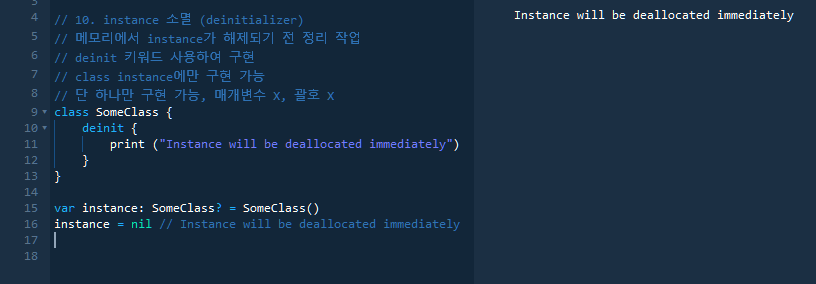 4 // 10. instance 소멸 (deinitializer)
5 // 메모리에서 instance가 해제되기 전 정리 작업
6 // deinit 키워드 사용하여 구현
7 // class instance에만 구현 가능
8 // 단 하나만 구현 가능, 매개변수 X, 괄호 X
9 class SomeClass {
10 deinit {
11 print ("Instance will be deallocated immediately")
12 }
13 }
14
15 var instance: SomeClass? = SomeClass()
16 instance = nil // Instance will be deallocated immediately
17
18
Instance will be deallocated immediately